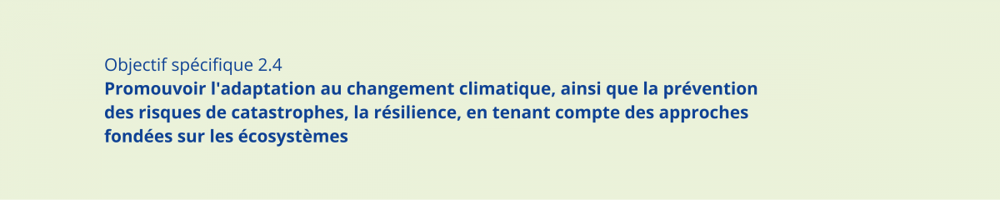 Objectif spécifique 2.4
Promouvoir l'adaptation au changement climatique, ainsi que la prévention
des risques de catastrophes, la résilience, en tenant compte des approches
fondées sur les écosystèmes